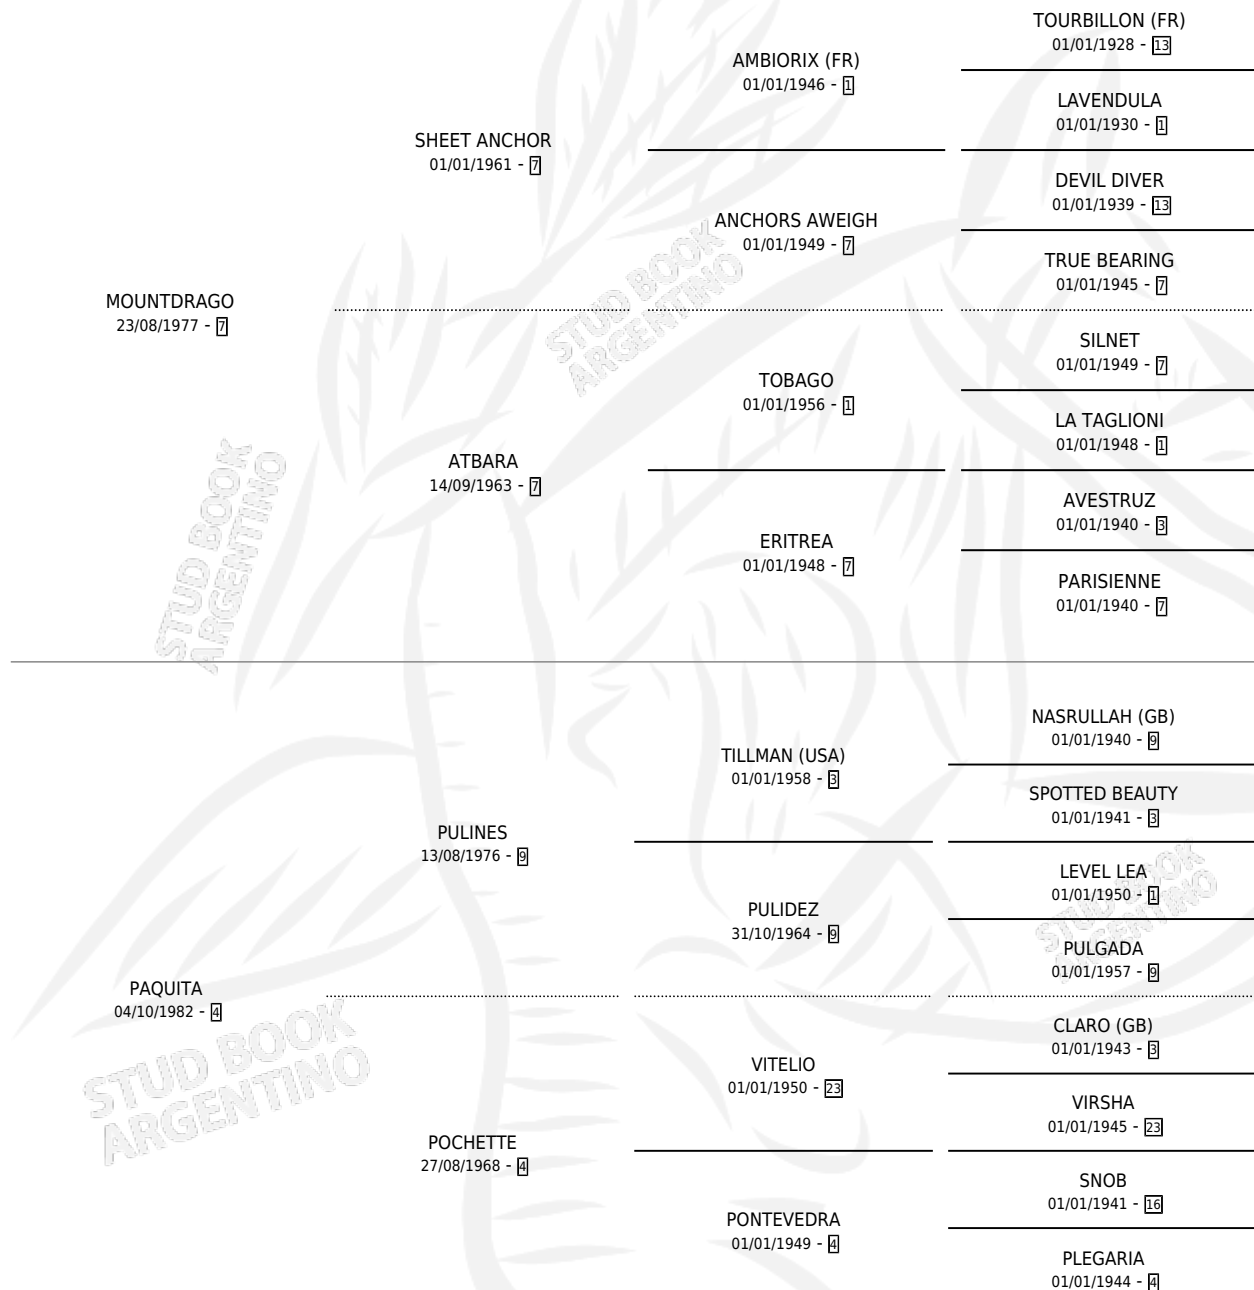 TOURBILLON (FR)
01/01/1928 - 13
AMBIORIX (FR)
01/01/1946 - 1
LAVENDULA
01/01/1930 - 1
SHEET ANCHOR
01/01/1961 - 7
DEVIL DIVER
01/01/1939 - 13
ANCHORS AWEIGH
01/01/1949 - 7
TRUE BEARING
01/01/1945 - 7
MOUNTDRAGO
23/08/1977 - 7
SILNET
01/01/1949 - 7
TOBAGO
01/01/1956 - 1
LA TAGLIONI
01/01/1948 - 1
ATBARA
14/09/1963 - 7
AVESTRUZ
01/01/1940 - 3
ERITREA
01/01/1948 - 7
PARISIENNE
01/01/1940 - 7
NASRULLAH (GB)
01/01/1940 - 9
TILLMAN (USA)
01/01/1958 - 3
SPOTTED BEAUTY
01/01/1941 - 3
PULINES
13/08/1976 - 9
LEVEL LEA
01/01/1950 - 1
PULIDEZ
31/10/1964 - 9
PULGADA
01/01/1957 - 9
PAQUITA
04/10/1982 - 4
CLARO (GB)
01/01/1943 - 3
VITELIO
01/01/1950 - 23
VIRSHA
01/01/1945 - 23
POCHETTE
27/08/1968 - 4
SNOB
01/01/1941 - 16
PONTEVEDRA
01/01/1949 - 4
PLEGARIA
01/01/1944 - 4
STUD BOOK
ARGENTINO
STUD BOOK
ARGENTINO
STUD BOOK
ARGENTINO
STUD BOOK
ARGENTINO